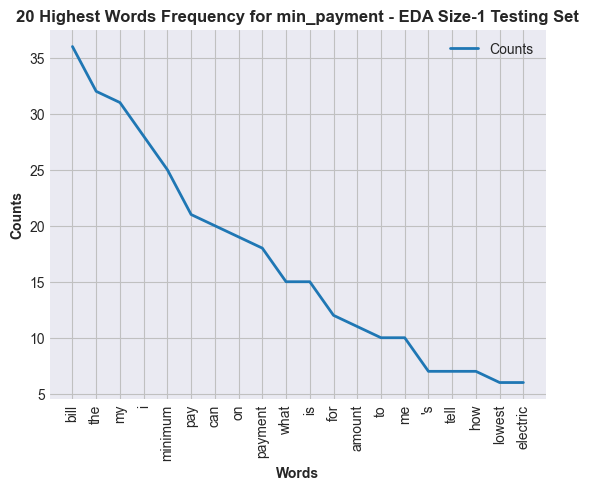 20 Highest Words Frequency for min_payment - EDA Size-1 Testing Set
Counts
Counts
35
30
25
20
15
10
5
bill
the
my
i
minimum
pay
can
on
payment
what
is
for
amount
to
me
's
tell
how
lowest
electric
Words